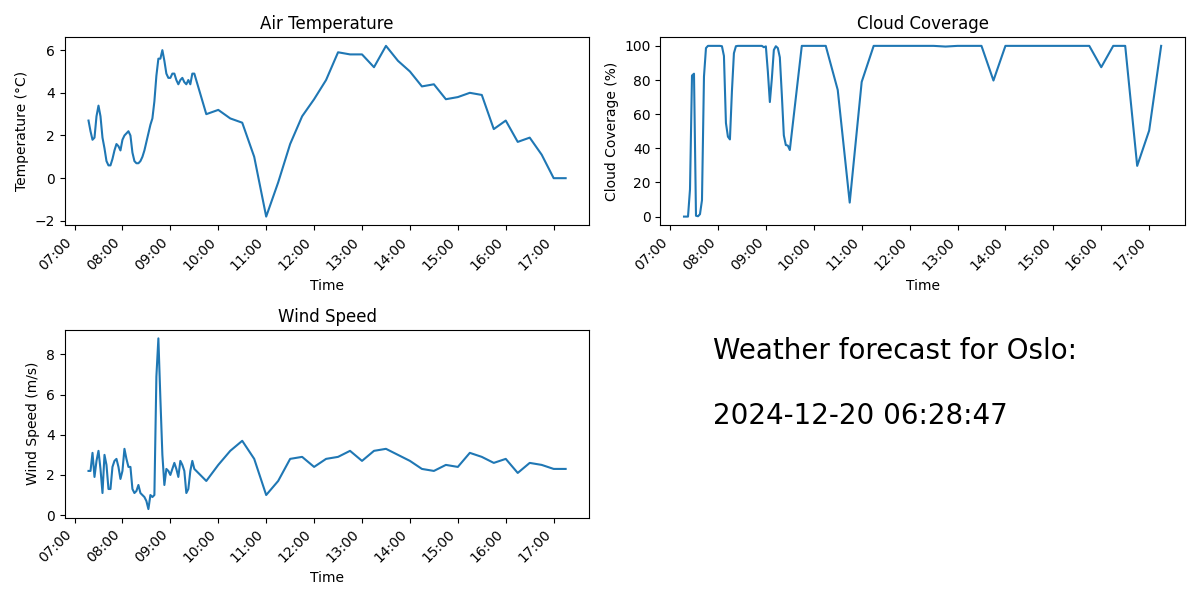 Air Temperature
Temperature (°C)
6
4
2
0
−2
07:00 08:00 09:00 10:00 11:00 12:00 13:00 14:00 15:00 16:00 17:00
Time
Cloud Coverage
Cloud Coverage (%)
100
80
60
40
20
0
07:00 08:00 09:00 10:00 11:00 12:00 13:00 14:00 15:00 16:00 17:00
Time
Wind Speed
Wind Speed (m/s)
8
6
4
2
0
07:00 08:00 09:00 10:00 11:00 12:00 13:00 14:00 15:00 16:00 17:00
Time
Weather forecast for Oslo:
2024-12-20 06:28:47